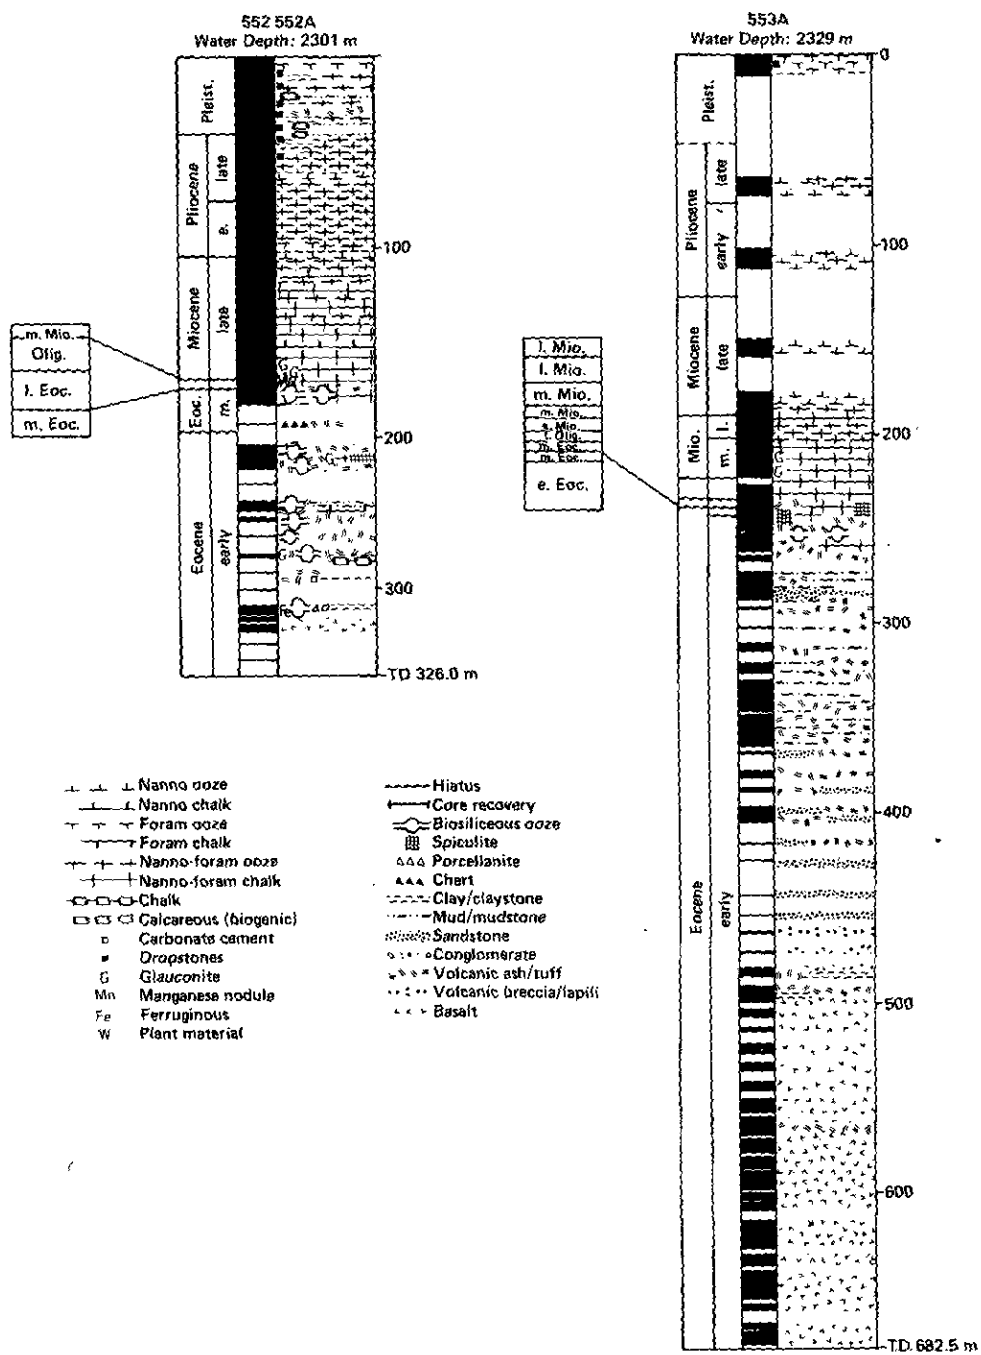 552 552A
Water Depth: 2301 m
Pleist.
Pliocene
late
e.
Miocene
late
Eoc.
m.
Eocene
early
m. Mio.
Olig.
l. Eoc.
m. Eoc.
G
G
Mn
G
G
Fe
100
200
300
TD 326.0 m
553A
Water Depth: 2329 m
Pleist.
Pliocene
late
early
Miocene
late
Mio.
l.
m.
Eocene
early
l. Mio.
l. Mio.
m. Mio.
m. Mio.
e. Mio.
l. Olig.
m. Eoc.
m. Eoc.
e. Eoc.
G
G
0
100
200
300
400
500
600
TD 682.5 m
Nanno ooze
Nanno chalk
Foram ooze
Foram chalk
Nanno-foram ooze
Nanno-foram chalk
Chalk
Calcareous (biogenic)
Carbonate cement
Dropstones
G Glauconite
Mn Manganese nodule
Fe Ferruginous
W Plant material
Hiatus
Core recovery
Biosiliceous ooze
Spiculite
Porcellanite
Chert
Clay/claystone
Mud/mudstone
Sandstone
Conglomerate
Volcanic ash/tuff
Volcanic breccia/lapilli
Basalt